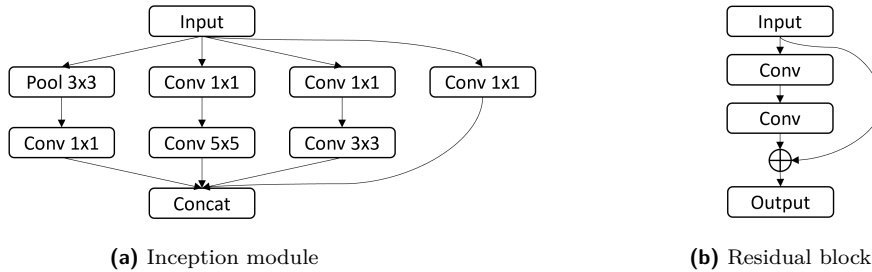 Input
Pool 3x3
Conv 1x1
Conv 1x1
Conv 1x1
Conv 1x1
Conv 5x5
Conv 3x3
Concat
(a) Inception module
Input
Conv
Conv
Output
(b) Residual block